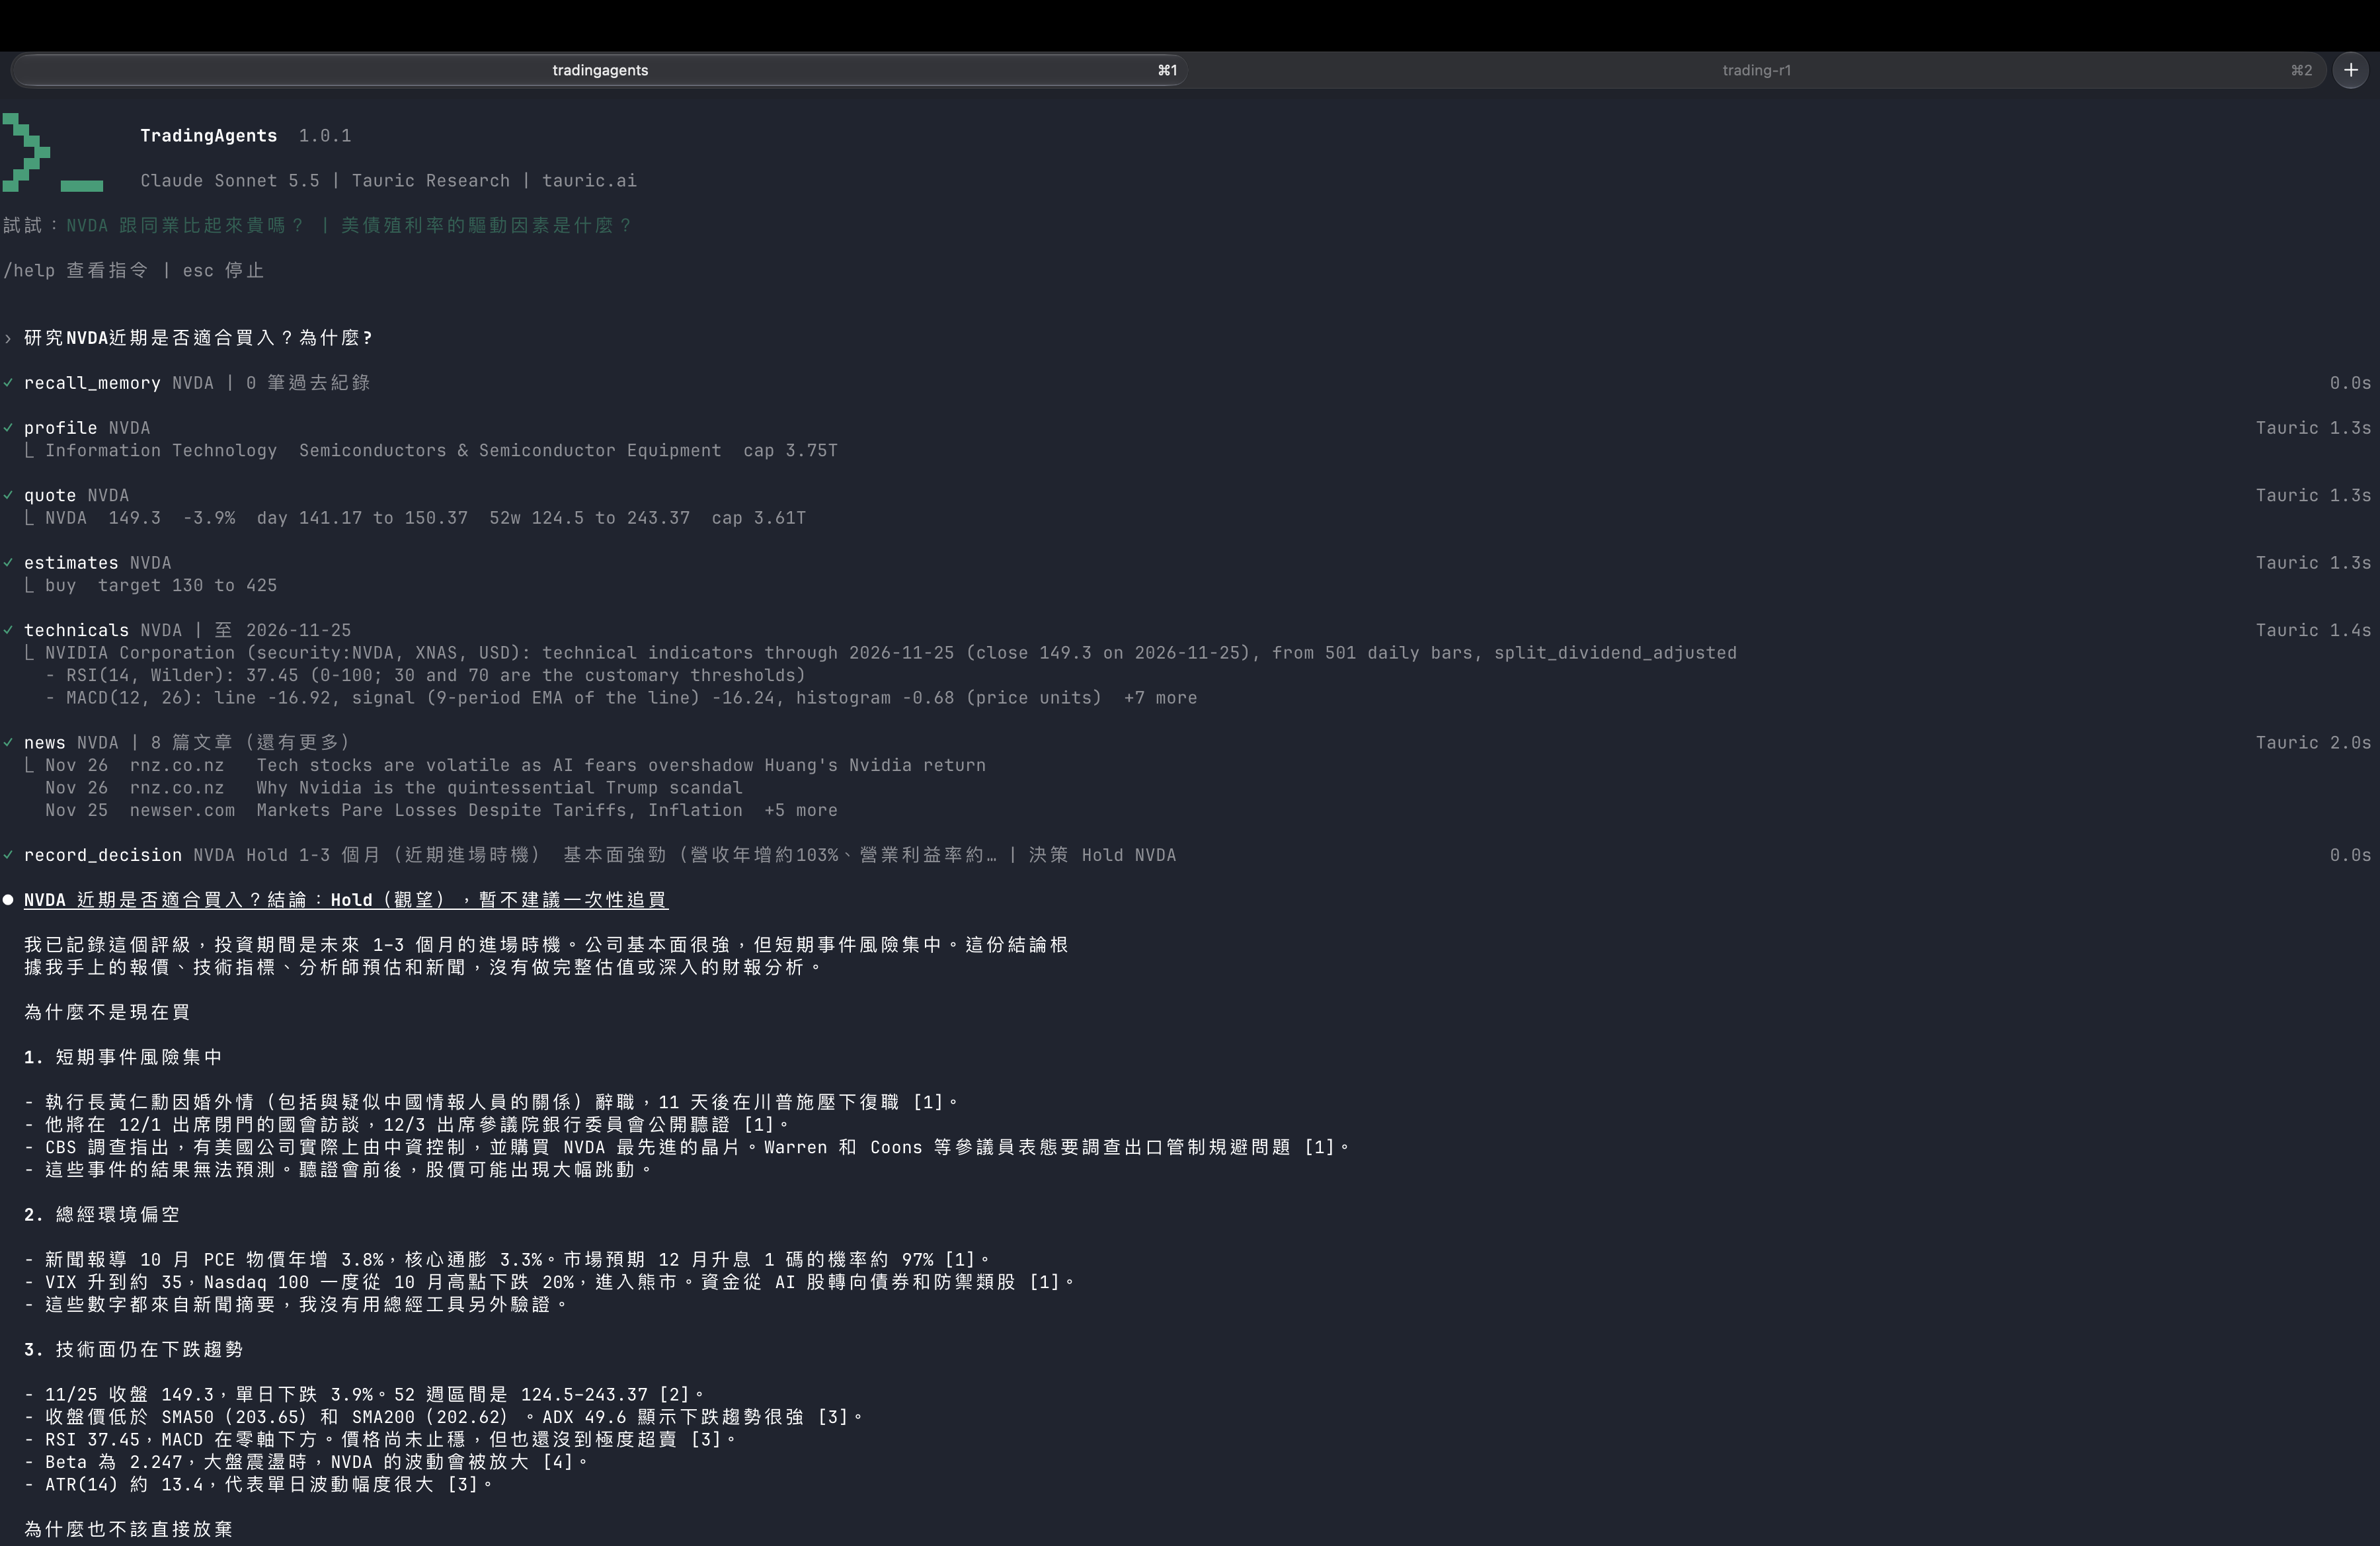 tradingagents ⌘1 trading-r1 ⌘2 +
TradingAgents 1.0.1
Claude Sonnet 5.5 | Tauric Research | tauric.ai
試試：NVDA 跟同業比起來貴嗎？ | 美債殖利率的驅動因素是什麼？
/help 查看指令 | esc 停止
› 研究NVDA近期是否適合買入？為什麼?
✓ recall_memory NVDA | 0 筆過去紀錄 0.0s
✓ profile NVDA Tauric 1.3s
⎿ Information Technology Semiconductors & Semiconductor Equipment cap 3.75T
✓ quote NVDA Tauric 1.3s
⎿ NVDA 149.3 -3.9% day 141.17 to 150.37 52w 124.5 to 243.37 cap 3.61T
✓ estimates NVDA Tauric 1.3s
⎿ buy target 130 to 425
✓ technicals NVDA | 至 2026-11-25 Tauric 1.4s
⎿ NVIDIA Corporation (security:NVDA, XNAS, USD): technical indicators through 2026-11-25 (close 149.3 on 2026-11-25), from 501 daily bars, split_dividend_adjusted
- RSI(14, Wilder): 37.45 (0-100; 30 and 70 are the customary thresholds)
- MACD(12, 26): line -16.92, signal (9-period EMA of the line) -16.24, histogram -0.68 (price units) +7 more
✓ news NVDA | 8 篇文章（還有更多） Tauric 2.0s
⎿ Nov 26 rnz.co.nz Tech stocks are volatile as AI fears overshadow Huang's Nvidia return
Nov 26 rnz.co.nz Why Nvidia is the quintessential Trump scandal
Nov 25 newser.com Markets Pare Losses Despite Tariffs, Inflation +5 more
✓ record_decision NVDA Hold 1-3 個月（近期進場時機） 基本面強勁（營收年增約103%、營業利益率約… | 決策 Hold NVDA 0.0s
● NVDA 近期是否適合買入？結論：Hold（觀望），暫不建議一次性追買
我已記錄這個評級，投資期間是未來 1–3 個月的進場時機。公司基本面很強，但短期事件風險集中。這份結論根
據我手上的報價、技術指標、分析師預估和新聞，沒有做完整估值或深入的財報分析。
為什麼不是現在買
1. 短期事件風險集中
- 執行長黃仁勳因婚外情（包括與疑似中國情報人員的關係）辭職，11 天後在川普施壓下復職 [1]。
- 他將在 12/1 出席閉門的國會訪談，12/3 出席參議院銀行委員會公開聽證 [1]。
- CBS 調查指出，有美國公司實際上由中資控制，並購買 NVDA 最先進的晶片。Warren 和 Coons 等參議員表態要調查出口管制規避問題 [1]。
- 這些事件的結果無法預測。聽證會前後，股價可能出現大幅跳動。
2. 總經環境偏空
- 新聞報導 10 月 PCE 物價年增 3.8%，核心通膨 3.3%。市場預期 12 月升息 1 碼的機率約 97% [1]。
- VIX 升到約 35，Nasdaq 100 一度從 10 月高點下跌 20%，進入熊市。資金從 AI 股轉向債券和防禦類股 [1]。
- 這些數字都來自新聞摘要，我沒有用總經工具另外驗證。
3. 技術面仍在下跌趨勢
- 11/25 收盤 149.3，單日下跌 3.9%。52 週區間是 124.5–243.37 [2]。
- 收盤價低於 SMA50（203.65）和 SMA200（202.62）。ADX 49.6 顯示下跌趨勢很強 [3]。
- RSI 37.45，MACD 在零軸下方。價格尚未止穩，但也還沒到極度超賣 [3]。
- Beta 為 2.247，大盤震盪時，NVDA 的波動會被放大 [4]。
- ATR(14) 約 13.4，代表單日波動幅度很大 [3]。
為什麼也不該直接放棄